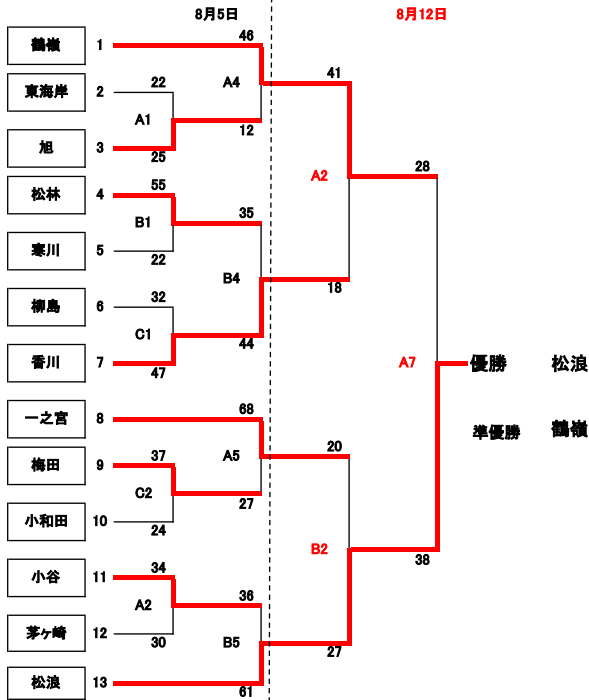 8月5日 8月12日
鶴嶺 1 46
41
東海岸 2 22 A4
A1 12
旭 3 25
A2 28
松林 4 55
35
B1
寒川 5 22
B4 18
柳島 6 32
C1 44
香川 7 47
A7 優勝 松浪
一之宮 8 68
準優勝 鶴嶺
20
梅田 9 37 A5
C2 27
小和田 10 24
B2 38
小谷 11 34
36
A2
茅ヶ崎 12 30 B5 27
松浪 13 61